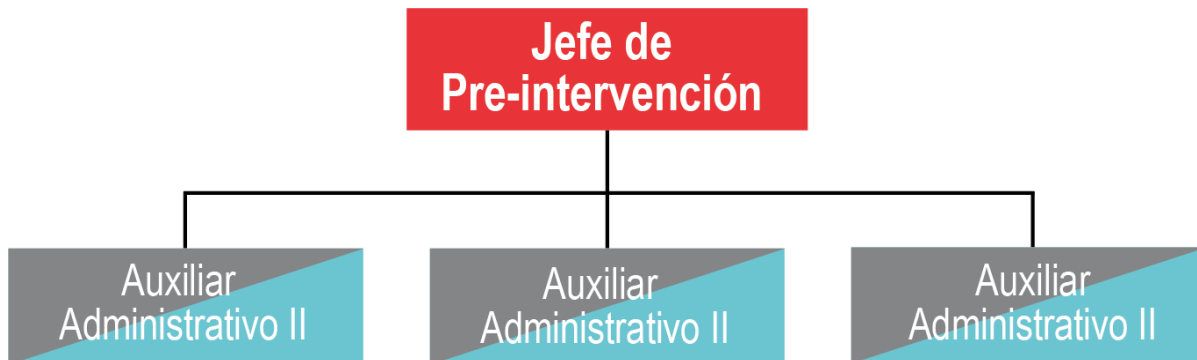 Jefe de
Pre-intervención
Auxiliar
Administrativo II
Auxiliar
Administrativo II
Auxiliar
Administrativo II